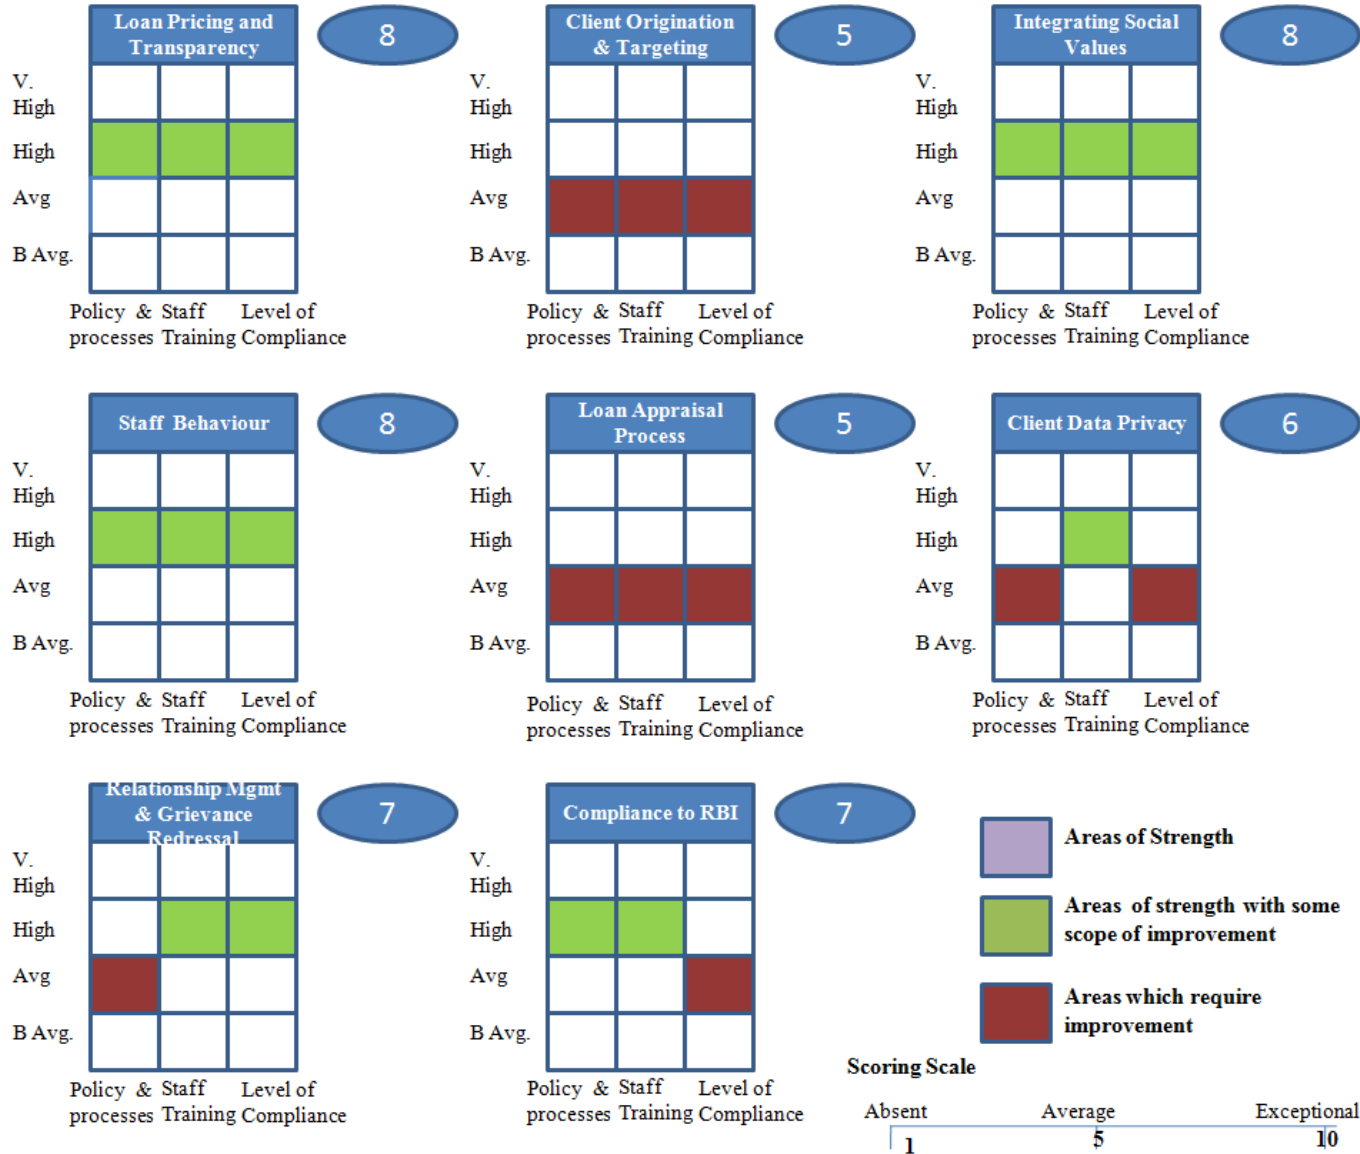 Loan Pricing and
Transparency
8
V.
High
High
Avg
B Avg.
Policy & Staff Level of
processes Training Compliance
Client Origination
& Targeting
5
V.
High
High
Avg
B Avg.
Policy & Staff Level of
processes Training Compliance
Integrating Social
Values
8
V.
High
High
Avg
B Avg.
Policy & Staff Level of
processes Training Compliance
Staff Behaviour
8
V.
High
High
Avg
B Avg.
Policy & Staff Level of
processes Training Compliance
Loan Appraisal
Process
5
V.
High
High
Avg
B Avg.
Policy & Staff Level of
processes Training Compliance
Client Data Privacy
6
V.
High
High
Avg
B Avg.
Policy & Staff Level of
processes Training Compliance
Relationship Mgmt
& Grievance
Redressal
7
V.
High
High
Avg
B Avg.
Policy & Staff Level of
processes Training Compliance
Compliance to RBI
7
V.
High
High
Avg
B Avg.
Policy & Staff Level of
processes Training Compliance
Areas of Strength
Areas of strength with some
scope of improvement
Areas which require
improvement
Scoring Scale
Absent Average Exceptional
1 5 10